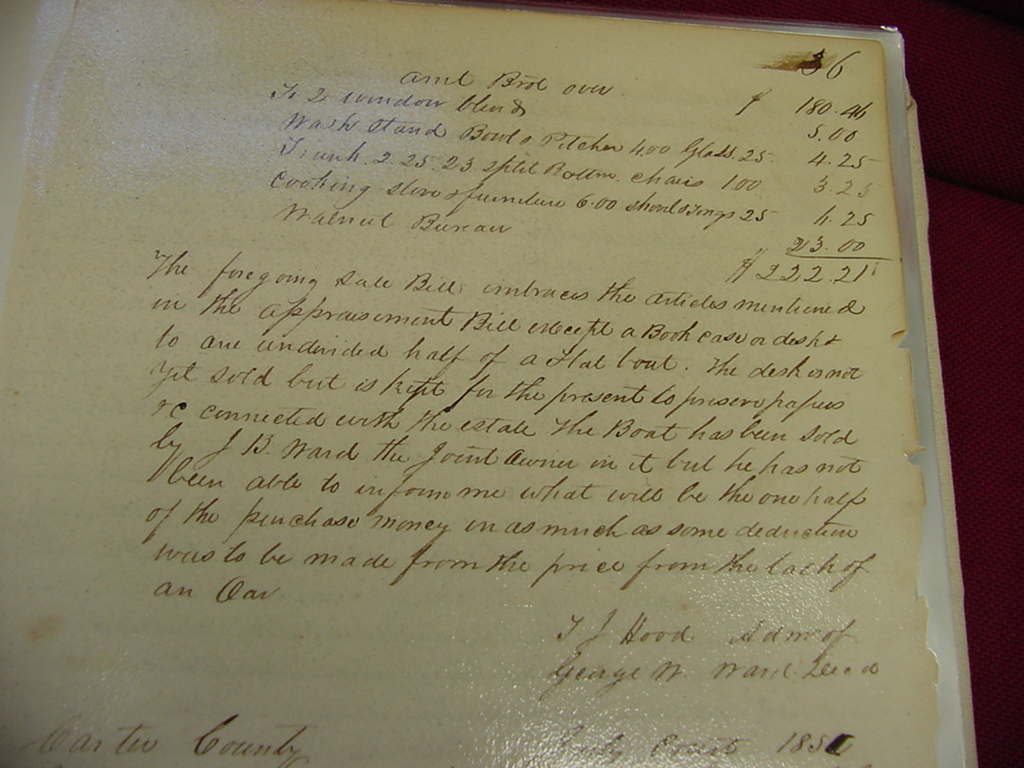 36
Amt Brot over $ 180.46
To 2 window blinds 5.00
Wash Stand Bowl & Pitcher 4.00 Glass .25 4.25
Trunk 2.25 split Bottm. chairs 1.00 3.25
Cooking stove & furniture 6.00 shovel & tongs 25 6.25
Walnut Bureau 23.00
$ 222.21
The foregoing Sale Bill embraces the articles mentioned
in the appraisement Bill except a Book case or desk &
to an undivided half of a Flat boat. The desk is not
yet sold but is kept for the present to preserve papers
&c connected with the estate The Boat has been sold
by J B. Ward the Joint Owner in it but he has not
been able to inform me what will be the one half
of the purchase money in as much as some deduction
was to be made from the price from the lack of
an Oar
T J Hood Admr of
George W. Ward Decd
Carter County Court 185